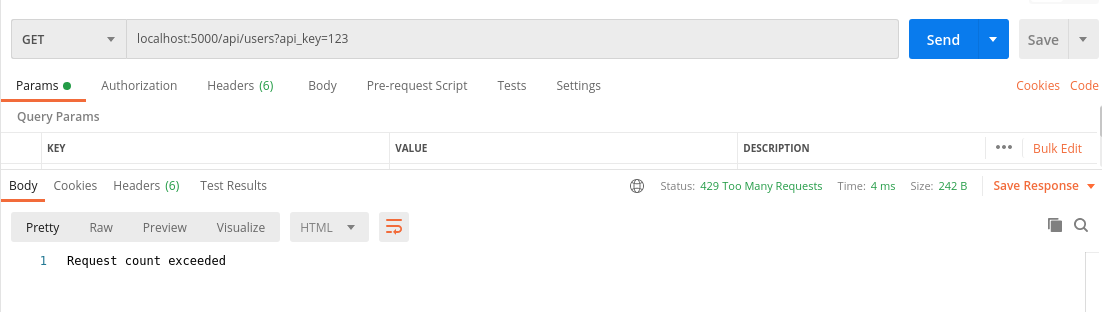 GET localhost:5000/api/users?api_key=123 Send Save
Params Authorization Headers (6) Body Pre-request Script Tests Settings Cookies Code
Query Params
KEY VALUE DESCRIPTION ••• Bulk Edit
Body Cookies Headers (6) Test Results Status: 429 Too Many Requests Time: 4 ms Size: 242 B Save Response
Pretty Raw Preview Visualize HTML
1 Request count exceeded